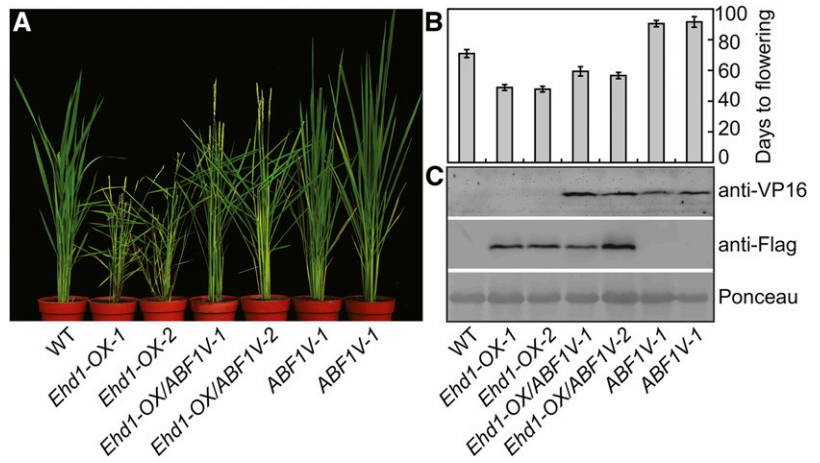 A
WT
Ehd1-OX-1
Ehd1-OX-2
Ehd1-OX/ABF1V-1
Ehd1-OX/ABF1V-2
ABF1V-1
ABF1V-1
B
100
80
60
40
20
0
Days to flowering
C
anti-VP16
anti-Flag
Ponceau
WT
Ehd1-OX-1
Ehd1-OX-2
Ehd1-OX/ABF1V-1
Ehd1-OX/ABF1V-2
ABF1V-1
ABF1V-1